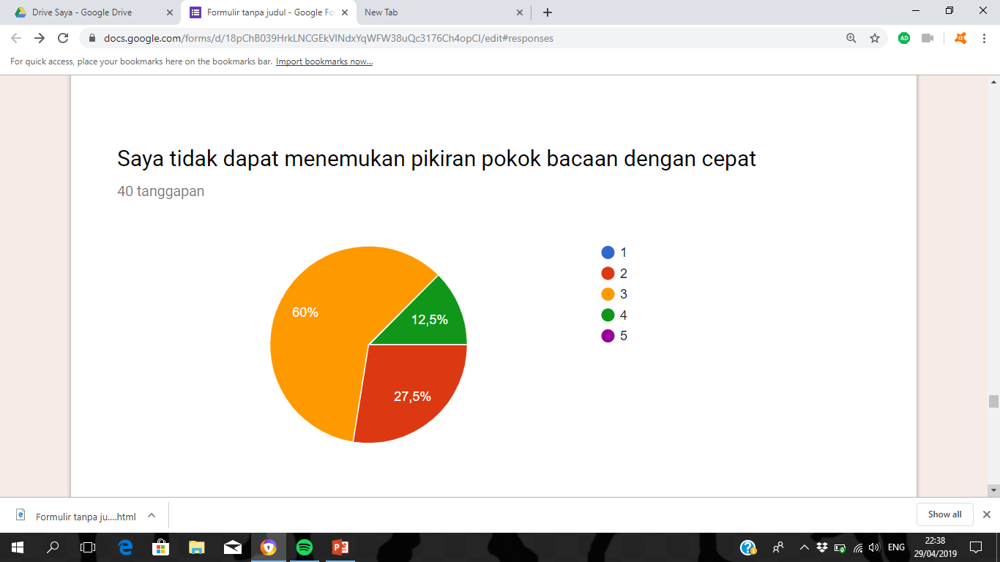 Drive Saya - Google Drive
Formulir tanpa judul - Google Fo
New Tab
docs.google.com/forms/d/18pChB039HrkLNCGEkVINdxYqWFW38uQc3176Ch4opCI/edit#responses
AD
For quick access, place your bookmarks here on the bookmarks bar. Import bookmarks now...
Saya tidak dapat menemukan pikiran pokok bacaan dengan cepat
40 tanggapan
60%
12,5%
27,5%
1
2
3
4
5
Formulir tanpa ju....html
Show all
ENG
22:38
29/04/2019